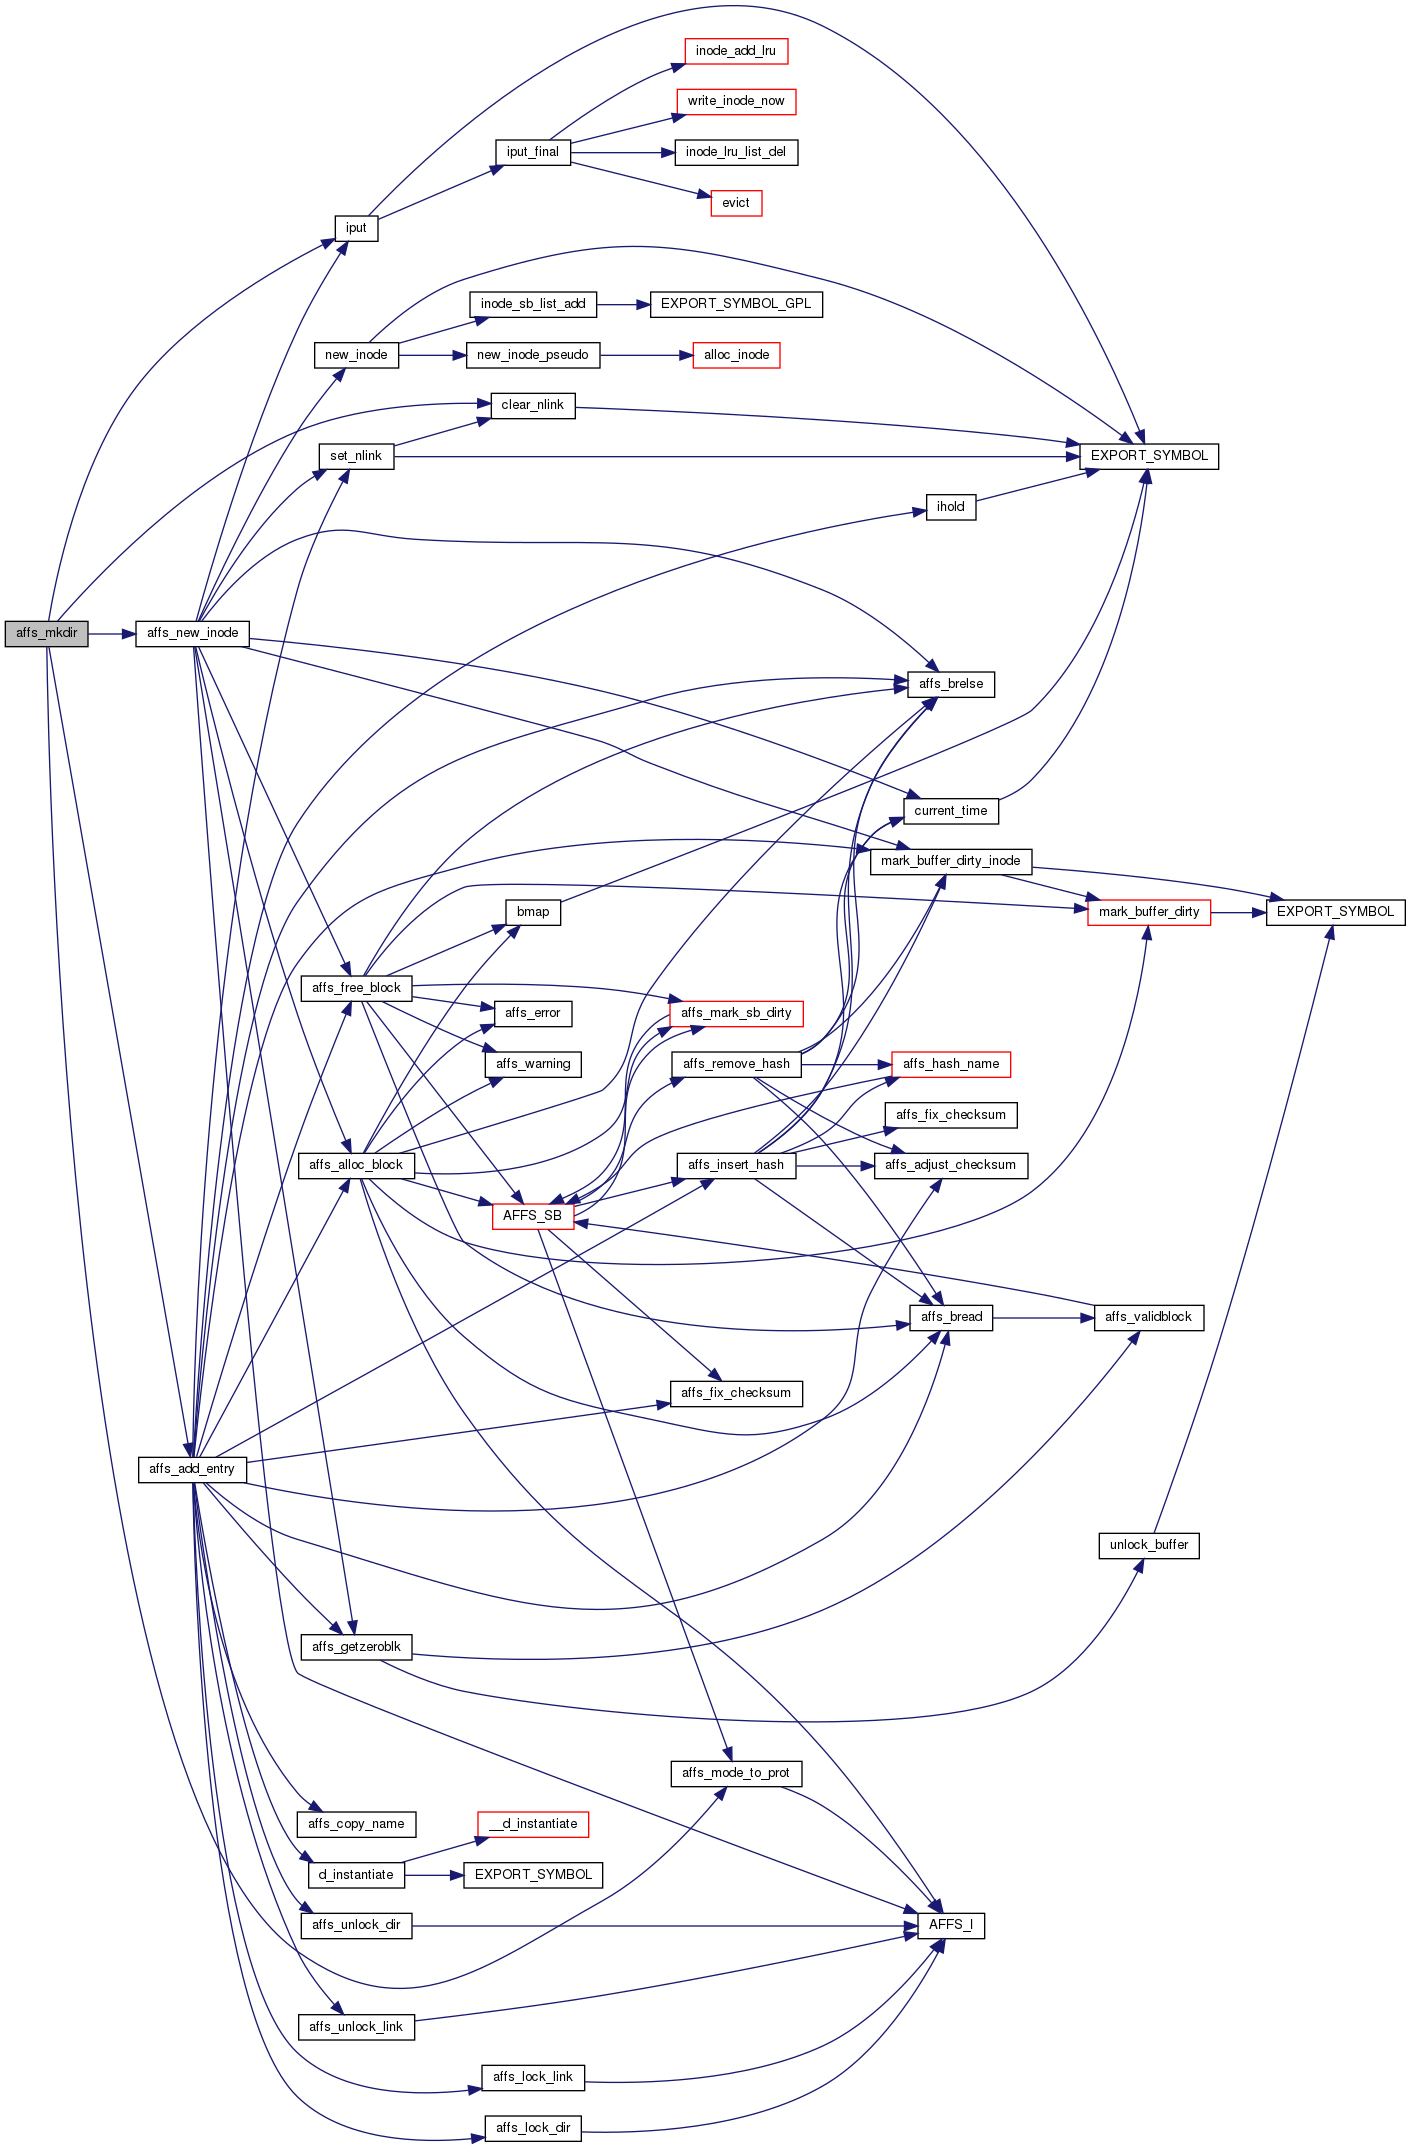 inode_add_lru
write_inode_now
iput_final
inode_lru_list_del
evict
iput
inode_sb_list_add
EXPORT_SYMBOL_GPL
new_inode
new_inode_pseudo
alloc_inode
clear_nlink
set_nlink
EXPORT_SYMBOL
ihold
affs_mkdir
affs_new_inode
affs_brelse
current_time
mark_buffer_dirty_inode
bmap
mark_buffer_dirty
EXPORT_SYMBOL
affs_free_block
affs_error
affs_mark_sb_dirty
affs_warning
affs_remove_hash
affs_hash_name
affs_fix_checksum
affs_alloc_block
affs_insert_hash
affs_adjust_checksum
AFFS_SB
affs_bread
affs_validblock
affs_fix_checksum
affs_add_entry
unlock_buffer
affs_getzeroblk
affs_mode_to_prot
affs_copy_name
__d_instantiate
d_instantiate
EXPORT_SYMBOL
affs_unlock_dir
AFFS_I
affs_unlock_link
affs_lock_link
affs_lock_dir